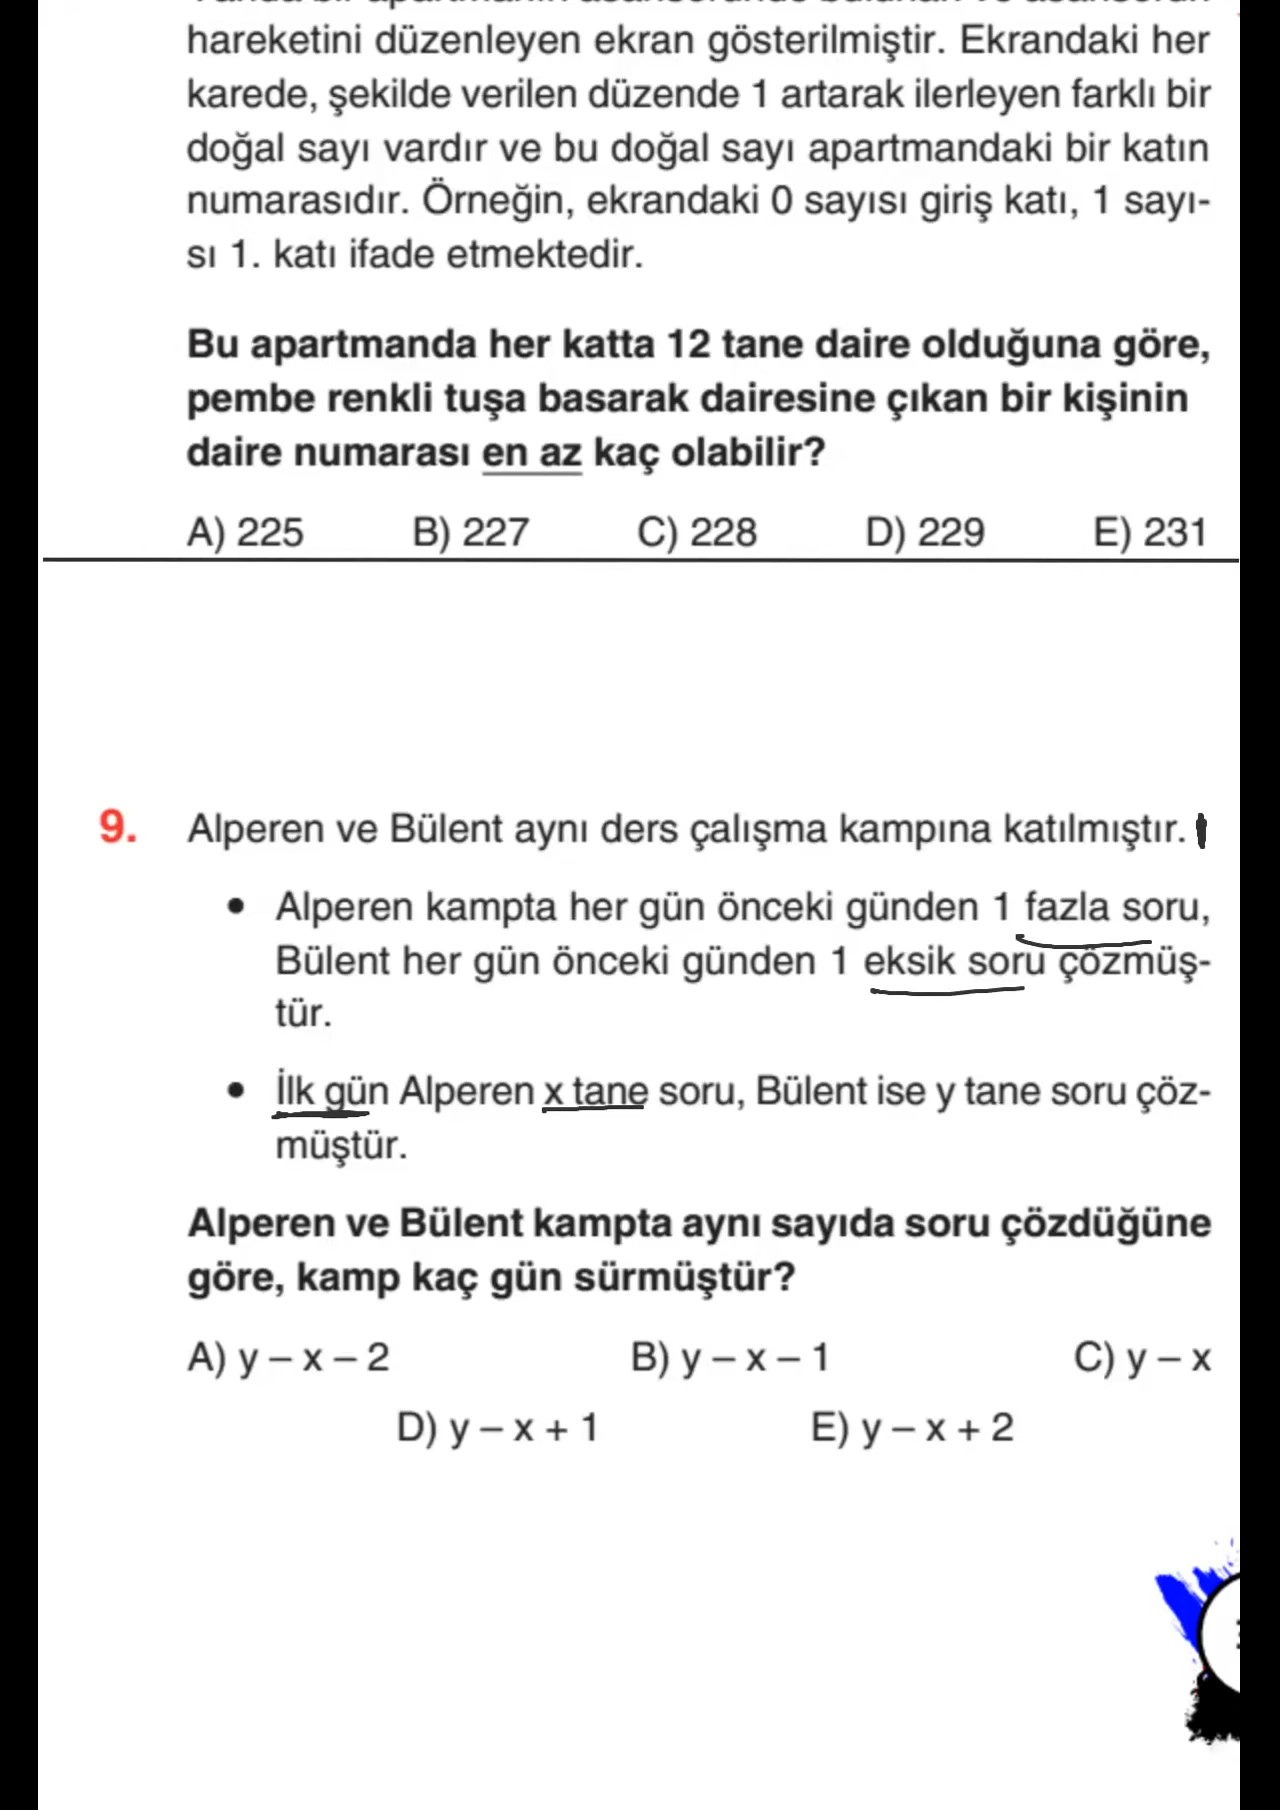 hareketini düzenleyen ekran gösterilmiştir. Ekrandaki her
karede, şekilde verilen düzende 1 artarak ilerleyen farklı bir
doğal sayı vardır ve bu doğal sayı apartmandaki bir katın
numarasıdır. Örneğin, ekrandaki 0 sayısı giriş katı, 1 sayı-
sı 1. katı ifade etmektedir.
Bu apartmanda her katta 12 tane daire olduğuna göre,
pembe renkli tuşa basarak dairesine çıkan bir kişinin
daire numarası en az kaç olabilir?
A) 225 B) 227 C) 228 D) 229 E) 231
9. Alperen ve Bülent aynı ders çalışma kampına katılmıştır.
• Alperen kampta her gün önceki günden 1 fazla soru,
Bülent her gün önceki günden 1 eksik soru çözmüş-
tür.
• İlk gün Alperen x tane soru, Bülent ise y tane soru çöz-
müştür.
Alperen ve Bülent kampta aynı sayıda soru çözdüğüne
göre, kamp kaç gün sürmüştür?
A) y – x – 2 B) y – x – 1 C) y – x
D) y – x + 1 E) y – x + 2